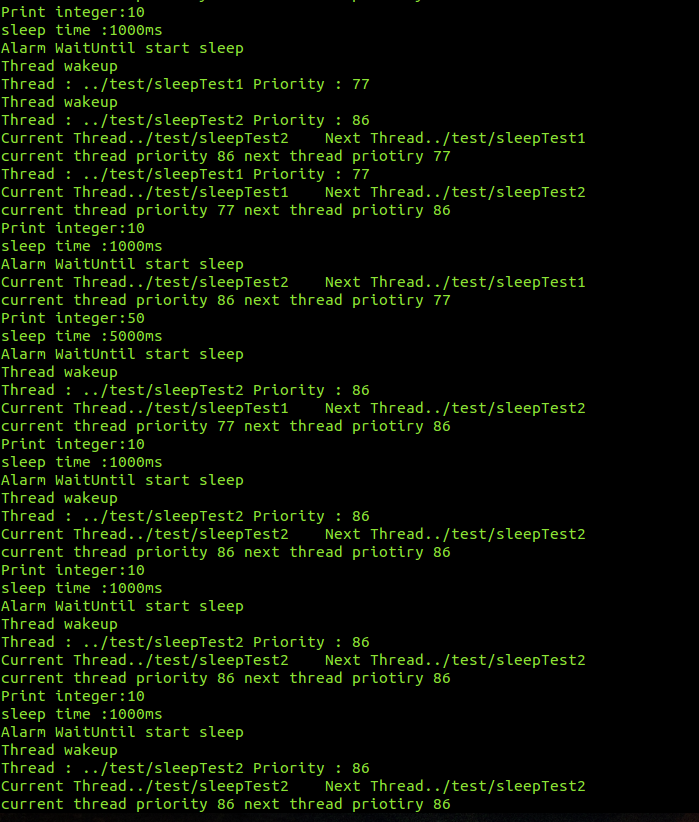 Print integer:10
sleep time :1000ms
Alarm WaitUntil start sleep
Thread wakeup
Thread : ../test/sleepTest1 Priority : 77
Thread wakeup
Thread : ../test/sleepTest2 Priority : 86
Current Thread../test/sleepTest2    Next Thread../test/sleepTest1
current thread priority 86 next thread priotiry 77
Thread : ../test/sleepTest1 Priority : 77
Current Thread../test/sleepTest1    Next Thread../test/sleepTest2
current thread priority 77 next thread priotiry 86
Print integer:10
sleep time :1000ms
Alarm WaitUntil start sleep
Current Thread../test/sleepTest2    Next Thread../test/sleepTest1
current thread priority 86 next thread priotiry 77
Print integer:50
sleep time :5000ms
Alarm WaitUntil start sleep
Thread wakeup
Thread : ../test/sleepTest2 Priority : 86
Current Thread../test/sleepTest1    Next Thread../test/sleepTest2
current thread priority 77 next thread priotiry 86
Print integer:10
sleep time :1000ms
Alarm WaitUntil start sleep
Thread wakeup
Thread : ../test/sleepTest2 Priority : 86
Current Thread../test/sleepTest2    Next Thread../test/sleepTest2
current thread priority 86 next thread priotiry 86
Print integer:10
sleep time :1000ms
Alarm WaitUntil start sleep
Thread wakeup
Thread : ../test/sleepTest2 Priority : 86
Current Thread../test/sleepTest2    Next Thread../test/sleepTest2
current thread priority 86 next thread priotiry 86
Print integer:10
sleep time :1000ms
Alarm WaitUntil start sleep
Thread wakeup
Thread : ../test/sleepTest2 Priority : 86
Current Thread../test/sleepTest2    Next Thread../test/sleepTest2
current thread priority 86 next thread priotiry 86